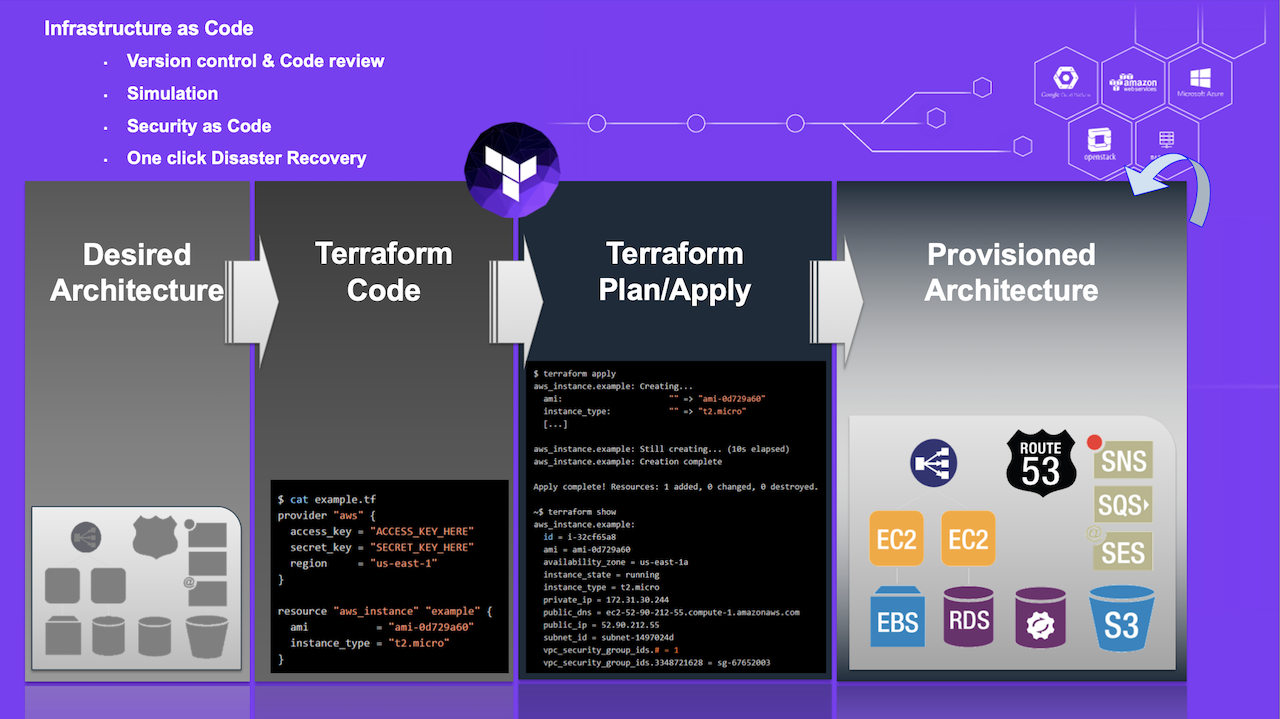 Infrastructure as Code
Version control & Code review
Simulation
Security as Code
One click Disaster Recovery
amazon
webservices
Microsoft Azure
openstack
Desired
Architecture
Terraform
Code
$ cat example.tf
provider "aws" {
access_key = "ACCESS_KEY_HERE"
secret_key = "SECRET_KEY_HERE"
region = "us-east-1"
}
resource "aws_instance" "example" {
ami = "ami-0d729a60"
instance_type = "t2.micro"
}
Terraform
Plan/Apply
$ terraform apply
aws_instance.example: Creating...
ami: "" => "ami-0d729a60"
instance_type: "" => "t2.micro"
[...]
aws_instance.example: Still creating... (10s elapsed)
aws_instance.example: Creation complete
Apply complete! Resources: 1 added, 0 changed, 0 destroyed.
~$ terraform show
aws_instance.example:
id = i-32cf65a8
ami = ami-0d729a60
availability_zone = us-east-1a
instance_state = running
instance_type = t2.micro
private_ip = 172.31.30.244
public_dns = ec2-52-90-212-55.compute-1.amazonaws.com
public_ip = 52.90.212.55
subnet_id = subnet-1497024d
vpc_security_group_ids.# = 1
vpc_security_group_ids.3348721628 = sg-67652003
Provisioned
Architecture
ROUTE
53
SNS
SQS
@
SES
EC2
EC2
EBS
RDS
S3
@